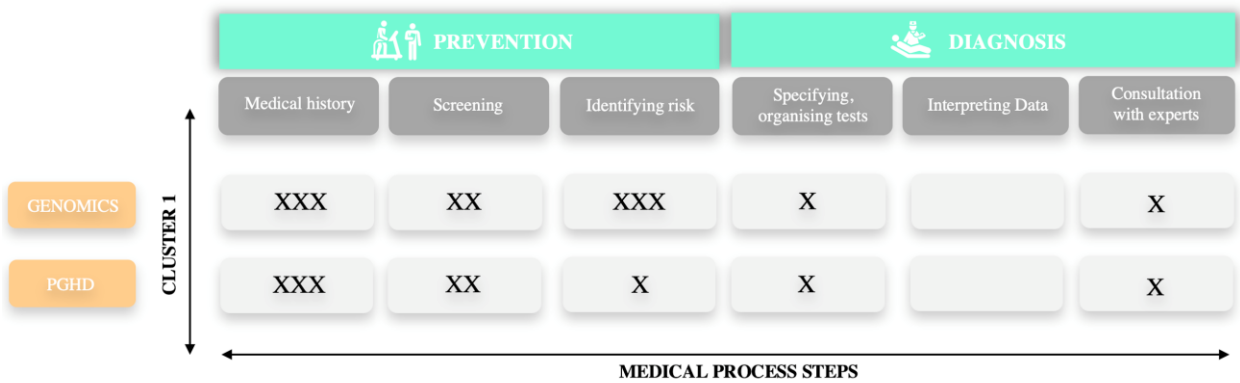 PREVENTION
DIAGNOSIS
Medical history
Screening
Identifying risk
Specifying,
organising tests
Interpreting Data
Consultation
with experts
CLUSTER 1
GENOMICS
XXX
XX
XXX
X
X
PGHD
XXX
XX
X
X
X
MEDICAL PROCESS STEPS